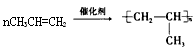 nCH₃CH=CH₂ 催化剂 ⟶ -[CH₂—CH]-ₙ
CH₃